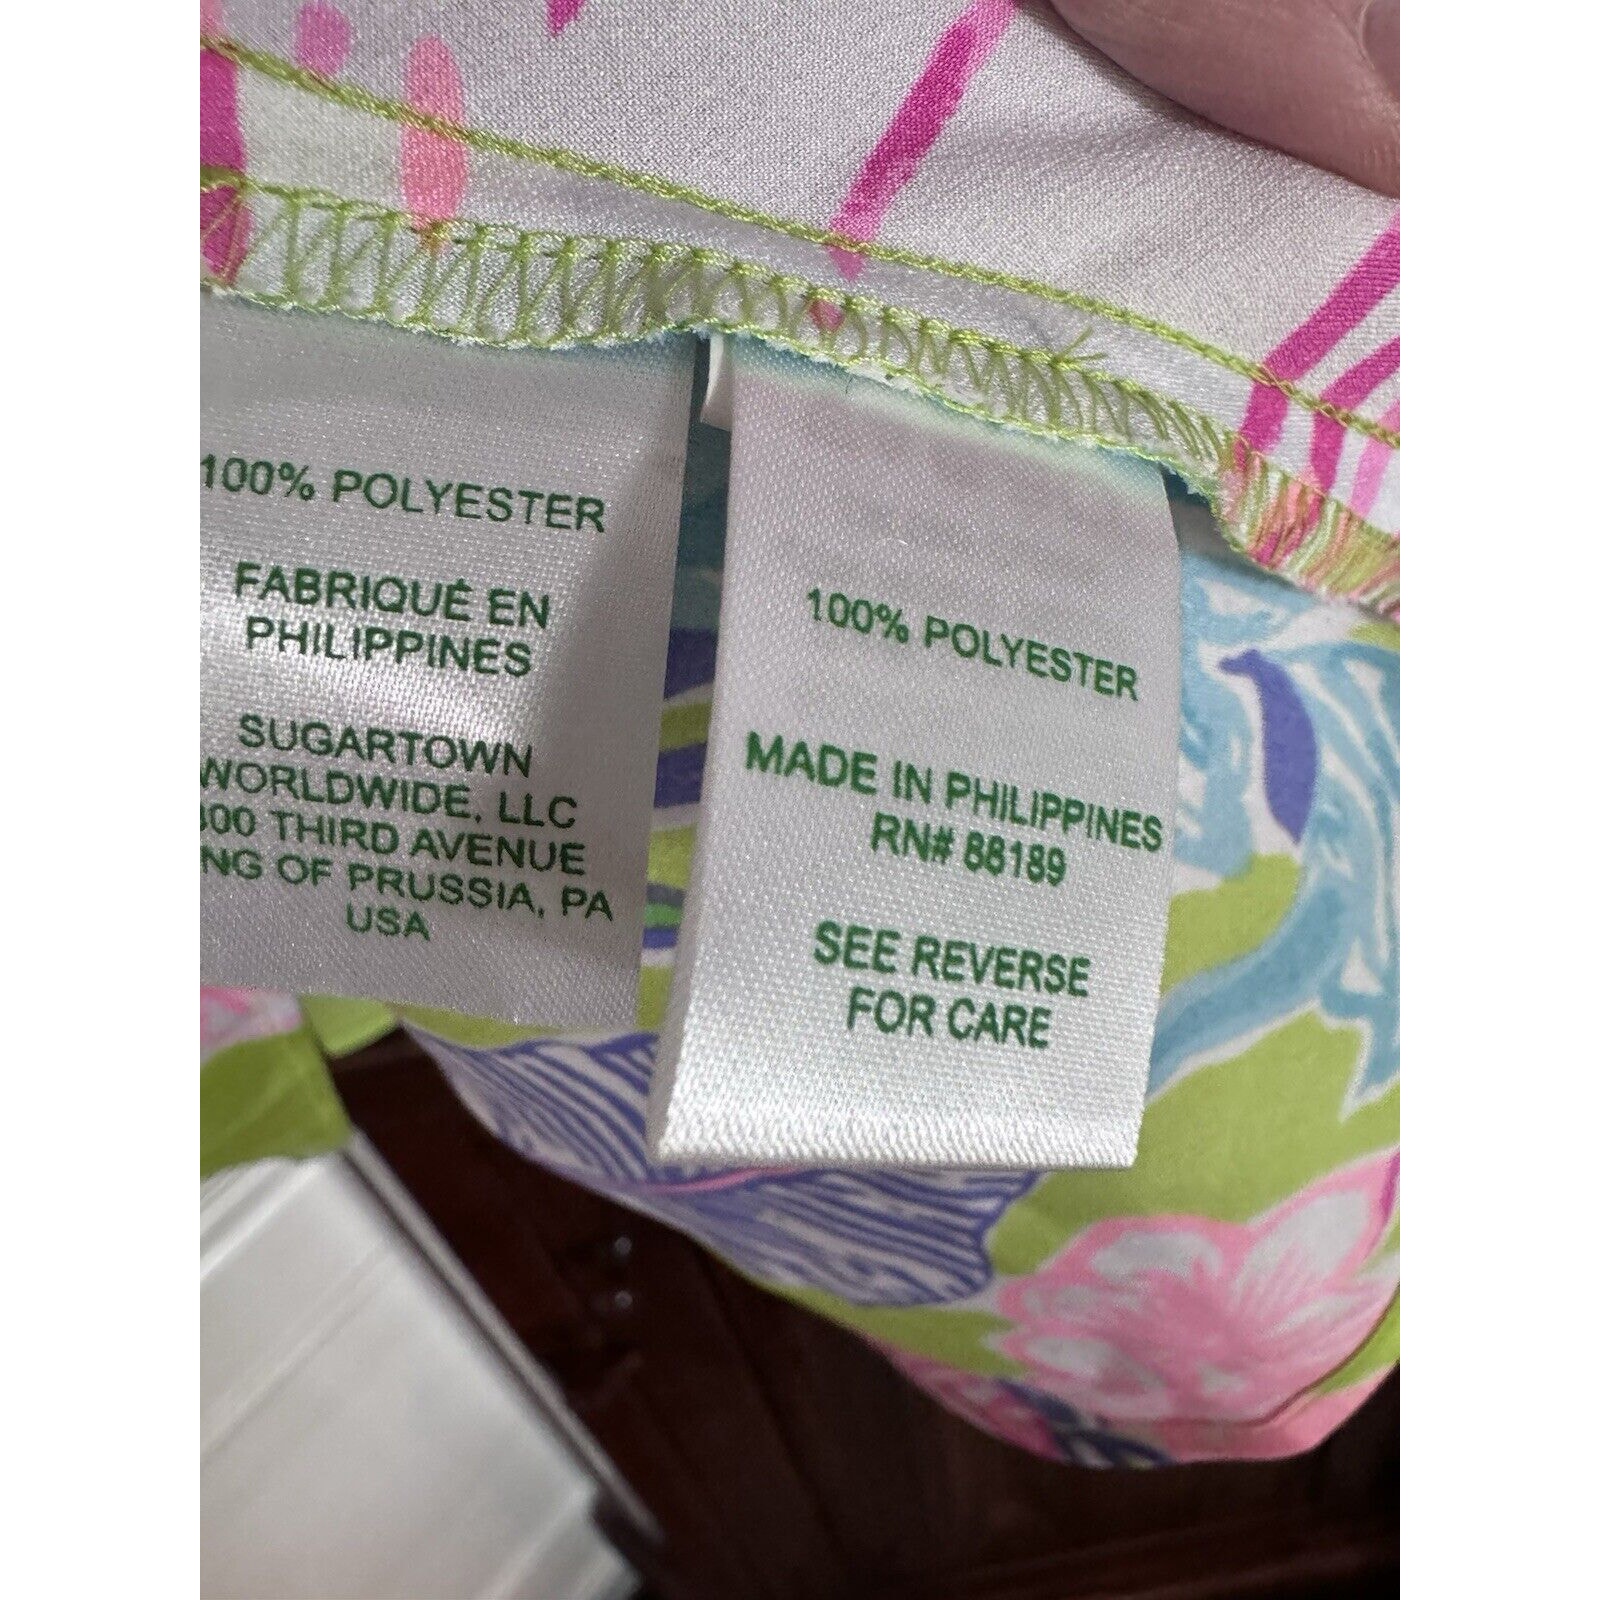 100% POLYESTER
FABRIQUÉ EN
PHILIPPINES
SUGARTOWN
WORLDWIDE, LLC
THIRD AVENUE
OF PRUSSIA, PA
USA
100% POLYESTER
MADE IN PHILIPPINES
RN# 88189
SEE REVERSE
FOR CARE